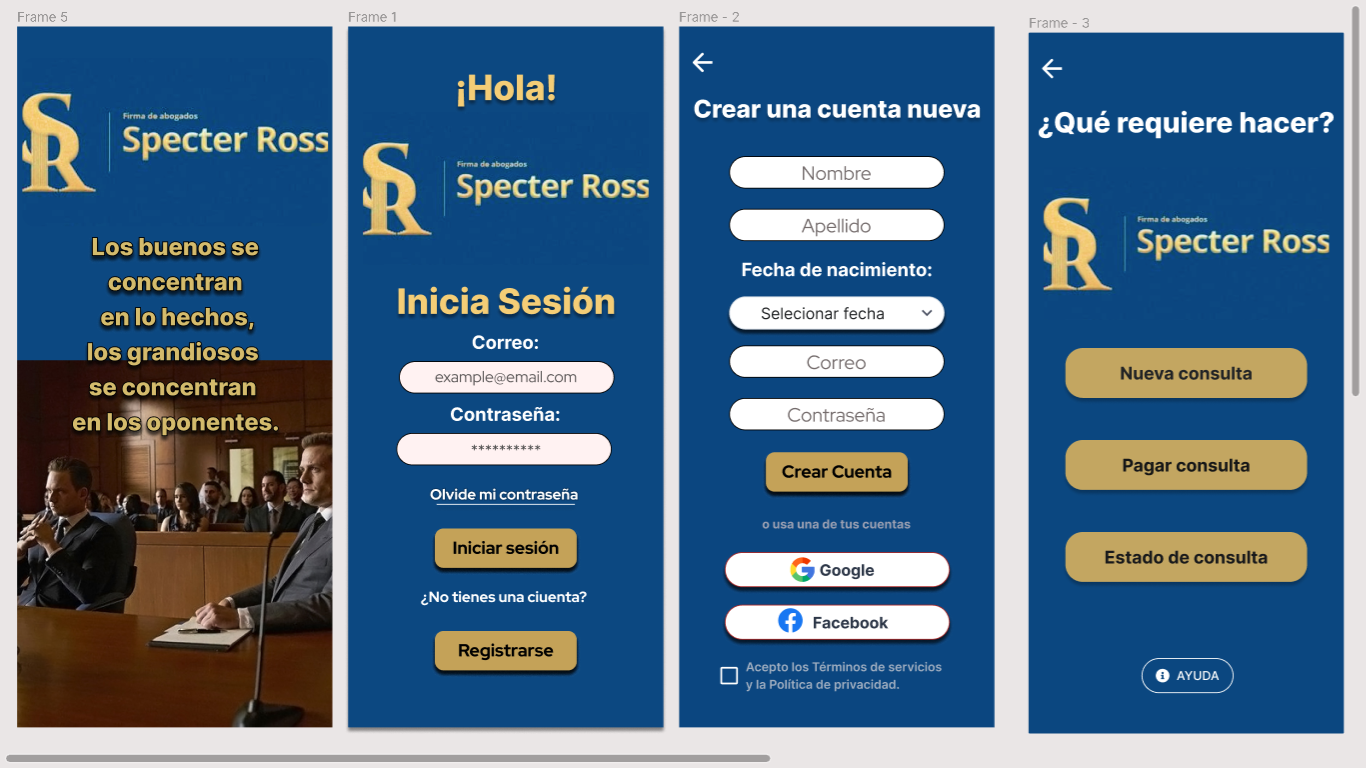 Frame 5
Firma de abogados
Specter Ross
Los buenos se
concentran
en lo hechos,
los grandiosos
se concentran
en los oponentes.
Frame 1
¡Hola!
SR
Firma de abogados
Specter Ross
Inicia Sesión
Correo:
example@email.com
Contraseña:
**********
Olvide mi contraseña
Iniciar sesión
¿No tienes una ciuenta?
Registrarse
Frame - 2
Crear una cuenta nueva
Nombre
Apellido
Fecha de nacimiento:
Selecionar fecha
Correo
Contraseña
Crear Cuenta
o usa una de tus cuentas
Google
Facebook
Acepto los Términos de servicios
y la Política de privacidad.
Frame - 3
¿Qué requiere hacer?
SR
Firma de abogados
Specter Ross
Nueva consulta
Pagar consulta
Estado de consulta
AYUDA